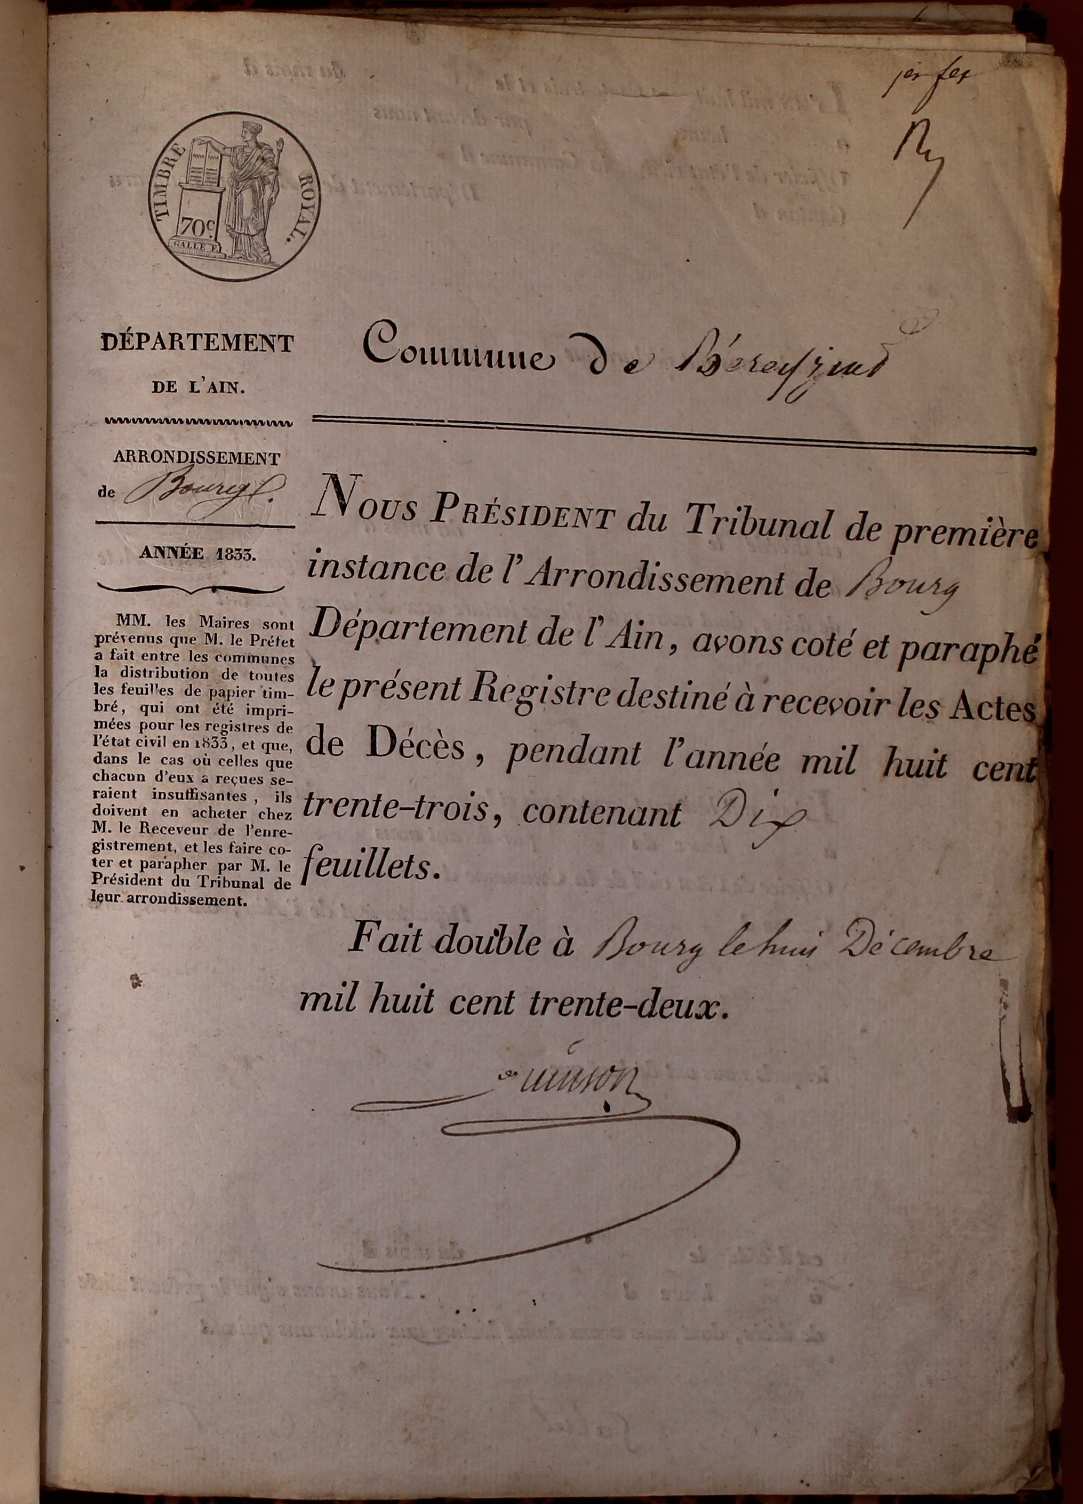 TIMBRE ROYAL.
70c
DÉPARTEMENT
DE L'AIN.
ARRONDISSEMENT
de Bourg
ANNÉE 1833.
MM. les Maires sont
prévenus que M. le Préfet
a fait entre les communes
la distribution de toutes
les feuilles de papier tim-
bré, qui ont été impri-
mées pour les registres de
l'état civil en 1833, et que,
dans le cas où celles que
chacun d'eux a reçues se-
raient insuffisantes, ils
doivent en acheter chez
M. le Receveur de l'enre-
gistrement, et les faire co-
ter et parapher par M. le
Président du Tribunal de
leur arrondissement.
Commune de Béreyziat
NOUS PRÉSIDENT du Tribunal de première
instance de l'Arrondissement de Bourg
Département de l'Ain, avons coté et paraphé
le présent Registre destiné à recevoir les Actes
de Décès, pendant l'année mil huit cent
trente-trois, contenant Dix
feuillets.
Fait double à Bourg le huit Décembre
mil huit cent trente-deux.